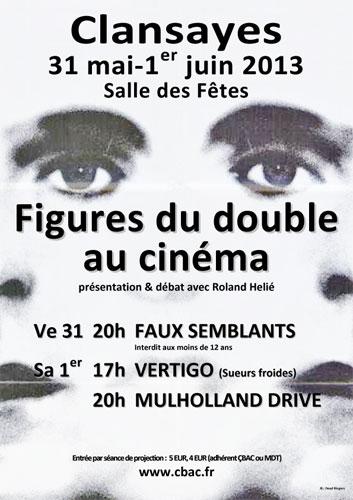 Clansayes
31 mai-1er juin 2013
Salle des Fêtes
Figures du double
au cinéma
présentation & débat avec Roland Helié
Ve 31 20h FAUX SEMBLANTS
Interdit aux moins de 12 ans
Sa 1er 17h VERTIGO (Sueurs froides)
20h MULHOLLAND DRIVE
Entrée par séance de projection : 5 EUR, 4 EUR (adhérent ÇBAC ou MDT)
www.cbac.fr